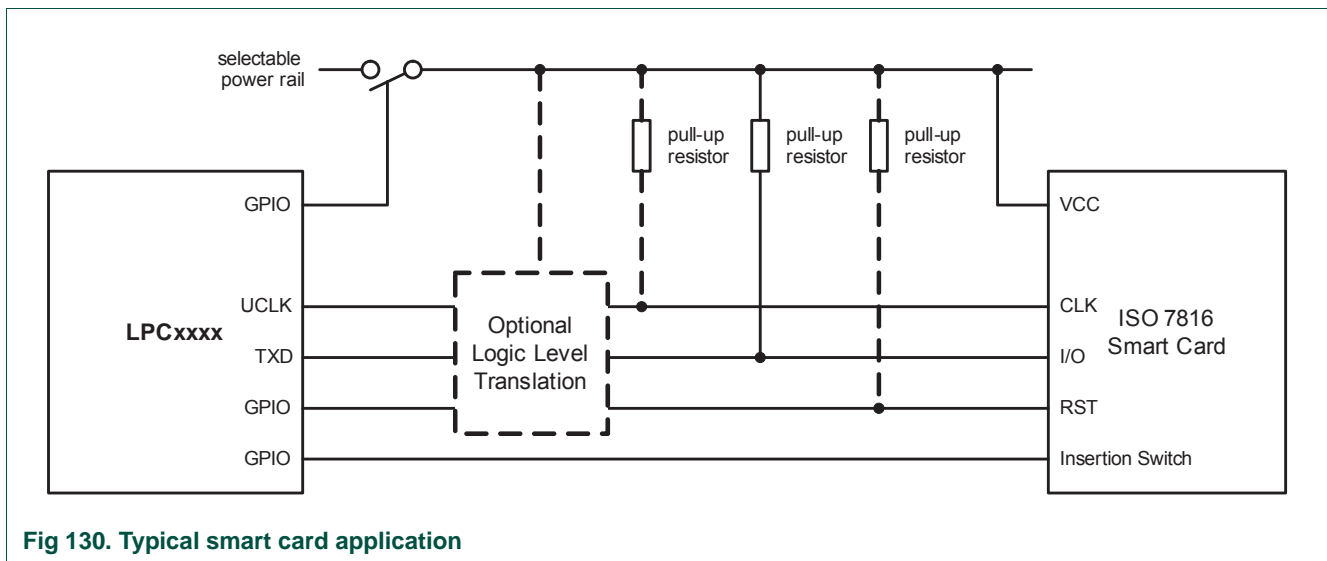 selectable
power rail
pull-up
resistor
pull-up
resistor
pull-up
resistor
GPIO
VCC
UCLK
CLK
LPCxxxx
Optional
Logic Level
Translation
ISO 7816
Smart Card
TXD
I/O
GPIO
RST
GPIO
Insertion Switch
Fig 130. Typical smart card application